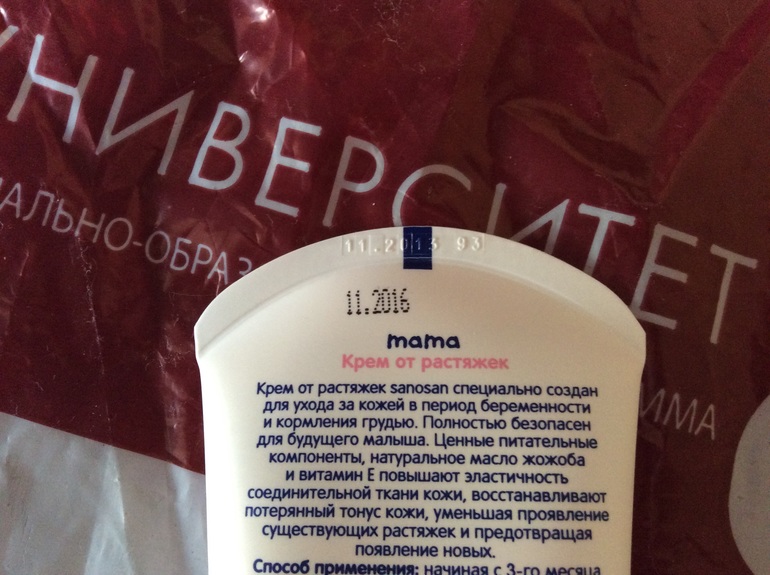 УНИВЕРСИТЕТ
АЛЬНО-ОБРАЗ
ММА
11.2013 93
11.2016
mama
Крем от растяжек
Крем от растяжек sanosan специально создан
для ухода за кожей в период беременности
и кормления грудью. Полностью безопасен
для будущего малыша. Ценные питательные
компоненты, натуральное масло жожоба
и витамин Е повышают эластичность
соединительной ткани кожи, восстанавливают
потерянный тонус кожи, уменьшая проявление
существующих растяжек и предотвращая
появление новых.
Способ применения: начиная с 3-го месяца